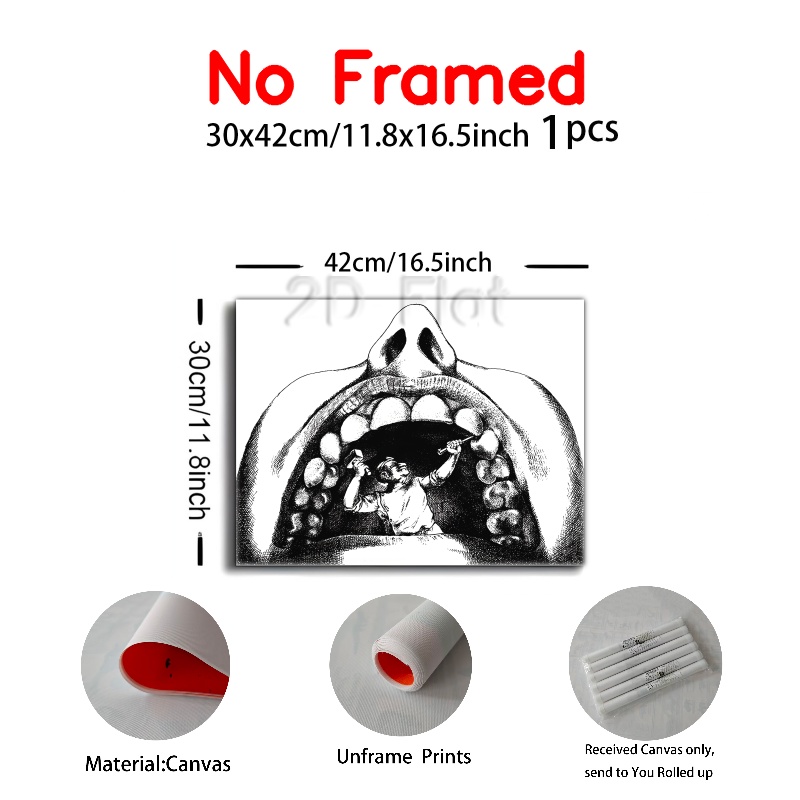 No Framed
30x42cm/11.8x16.5inch 1pcs
42cm/16.5inch
2D Flat
30cm/11.8inch
Material:Canvas
Unframe Prints
Received Canvas only,
send to You Rolled up